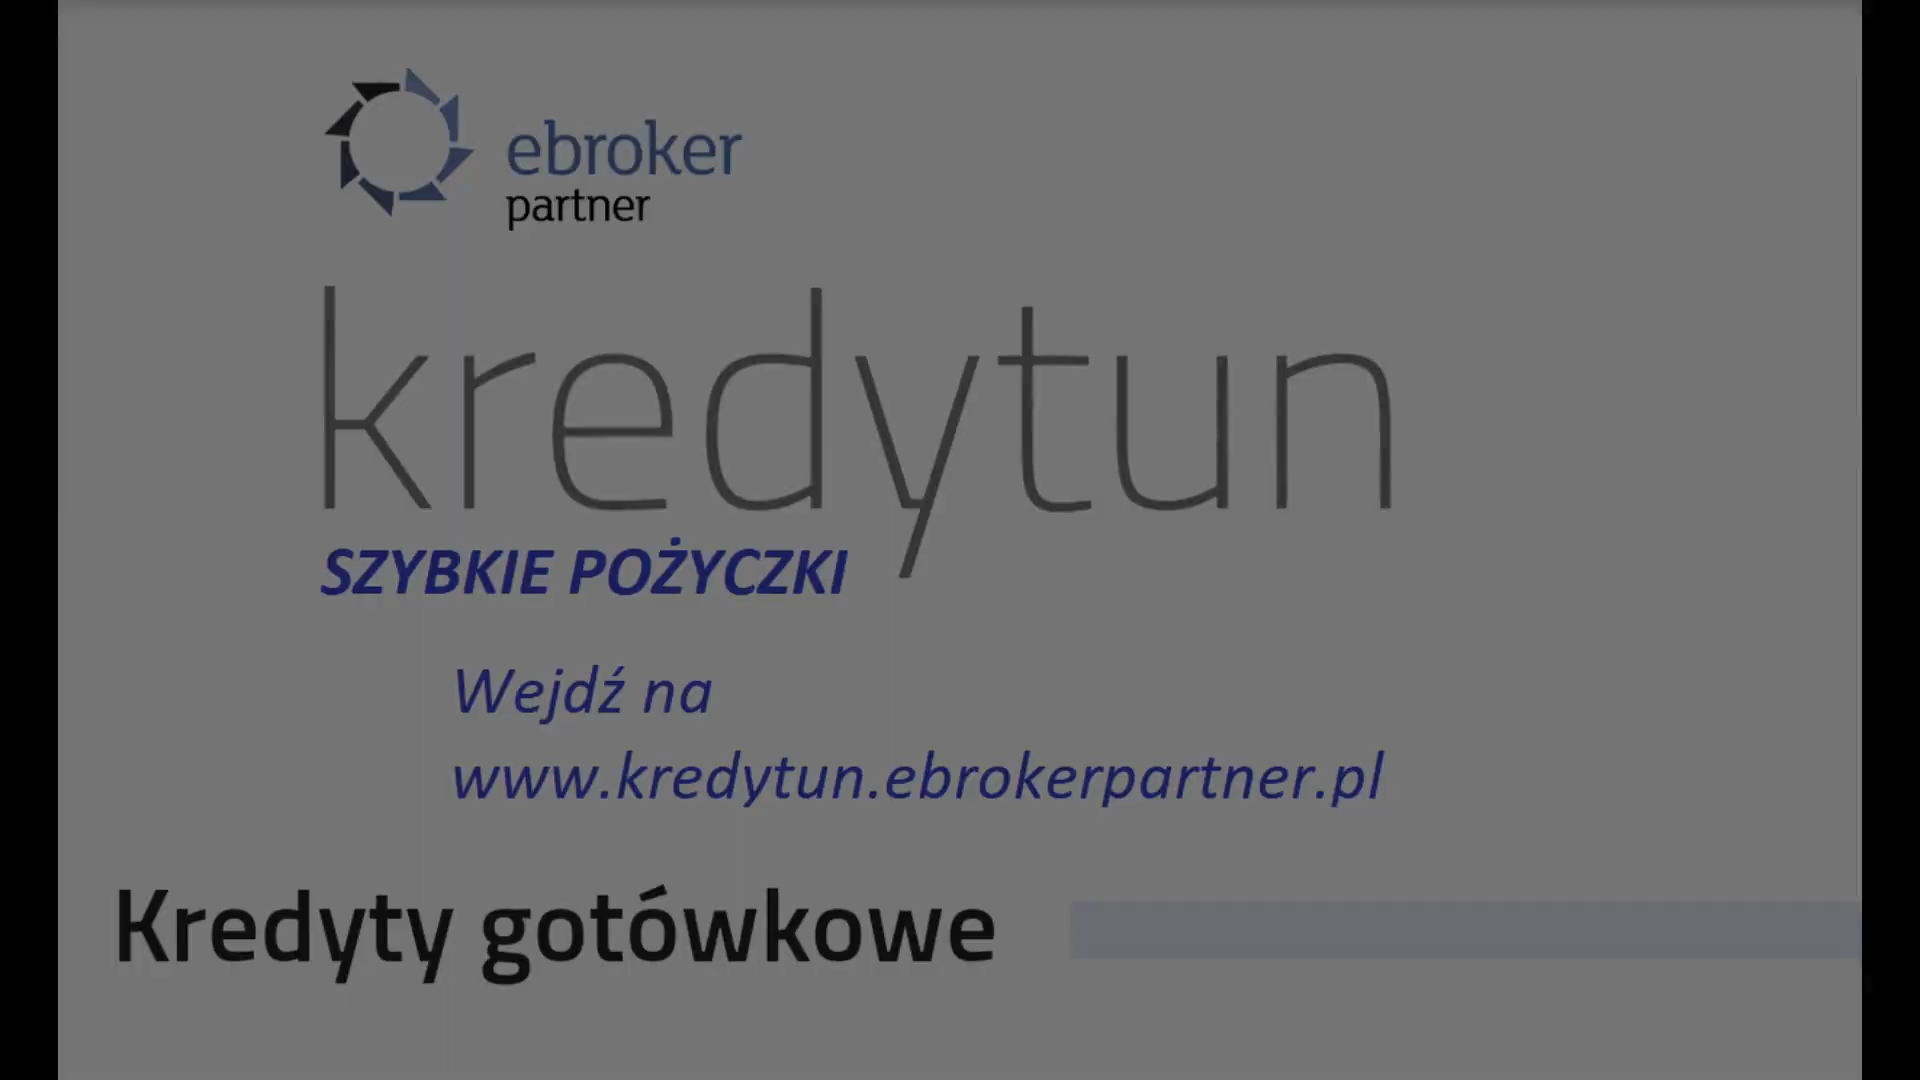 ebroker
partner
kredytun
SZYBKIE POŻYCZKI
Wejdź na
www.kredytun.ebrokerpartner.pl
Kredyty gotówkowe